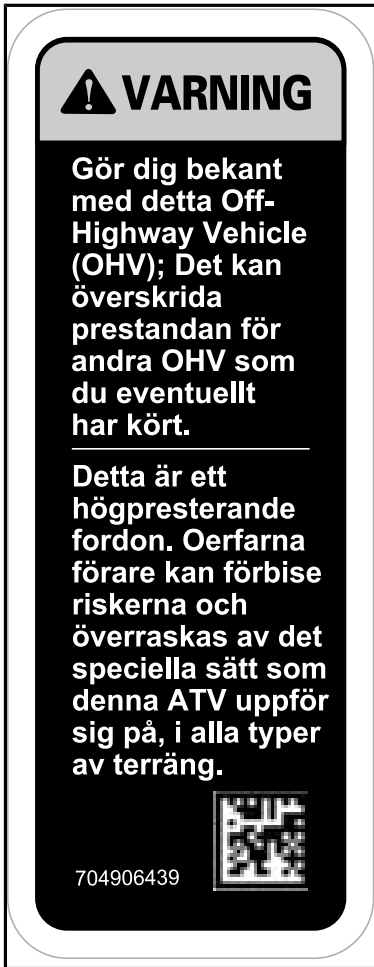 VARNING
Gör dig bekant
med detta Off-
Highway Vehicle
(OHV); Det kan
överskrida
prestandan för
andra OHV som
du eventuellt
har kört.
Detta är ett
högpresterande
fordon. Oerfarna
förare kan förbise
riskerna och
överraskas av det
speciella sätt som
denna ATV uppför
sig på, i alla typer
av terräng.
704906439